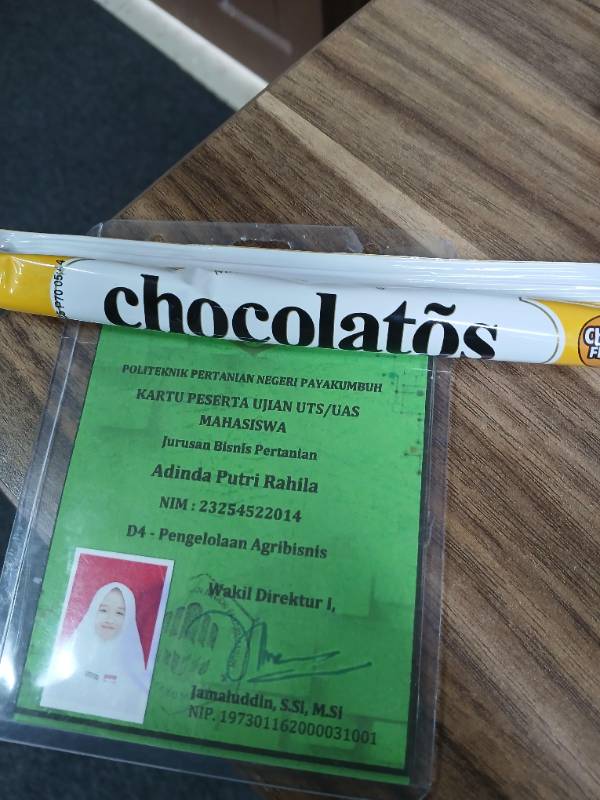 chocolatõs
POLITEKNIK PERTANIAN NEGERI PAYAKUMBUH
KARTU PESERTA UJIAN UTS/UAS
MAHASISWA
Jurusan Bisnis Pertanian
Adinda Putri Rahila
NIM : 23254522014
D4 - Pengelolaan Agribisnis
Wakil Direktur I,
Jamaluddin, S.Si, M.Si
NIP. 197301162000031001